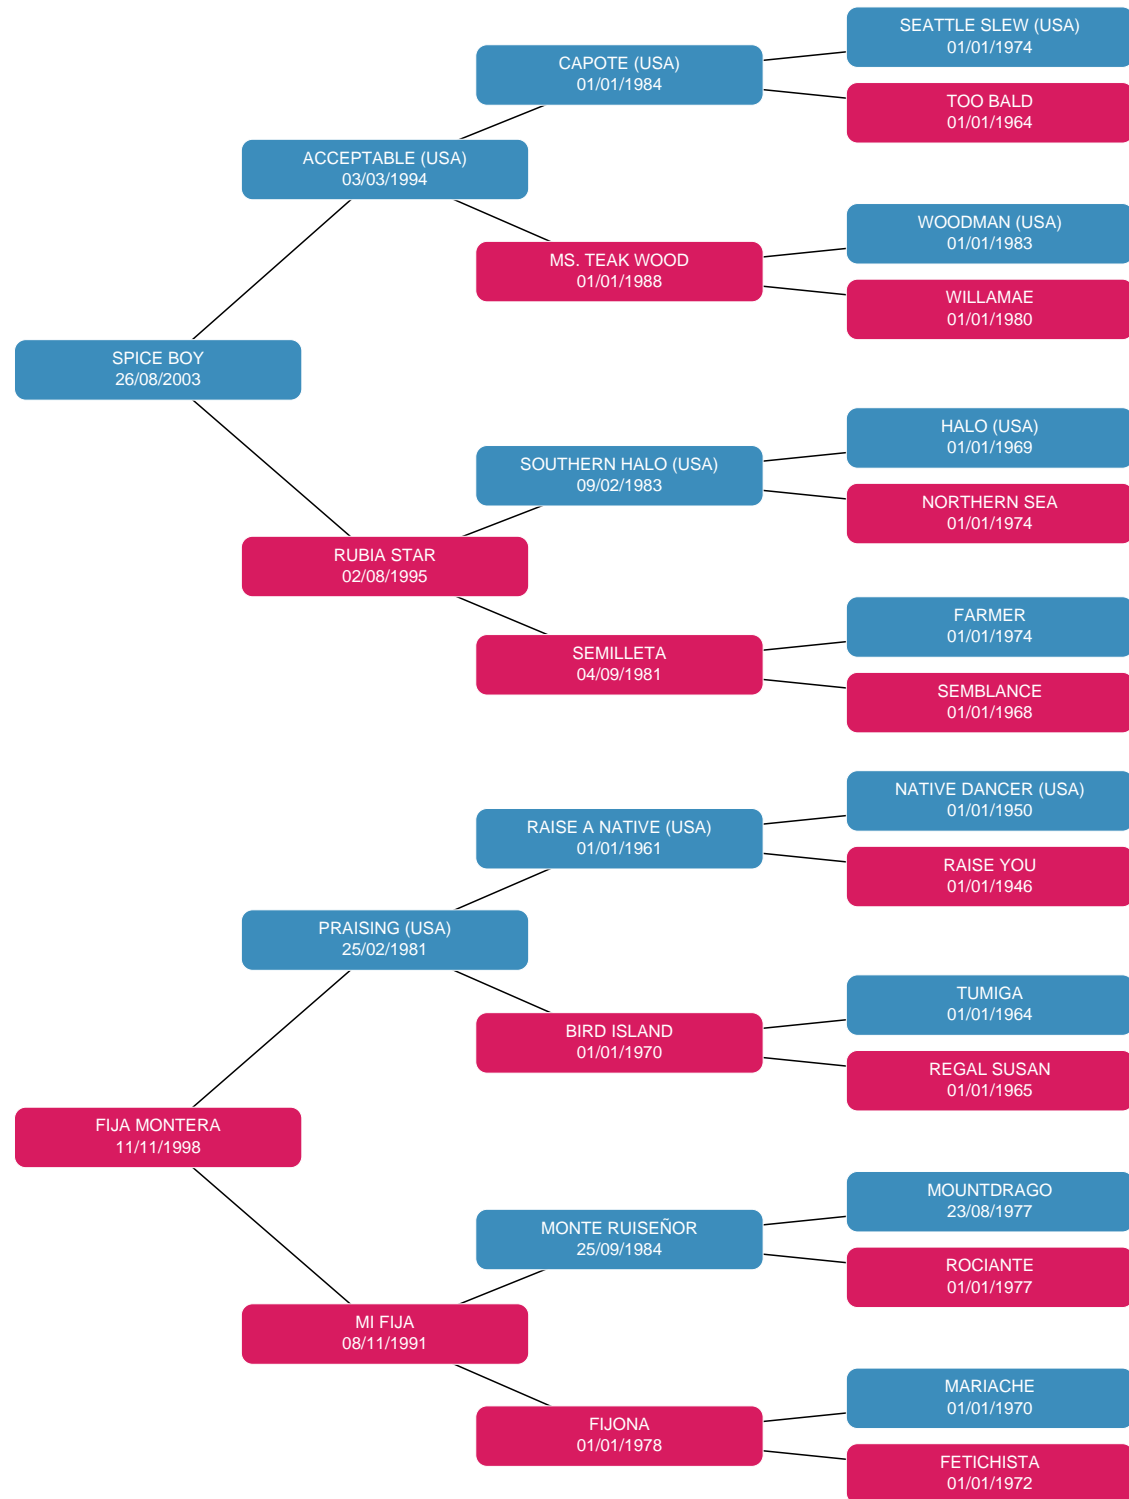 SEATTLE SLEW (USA)
01/01/1974
CAPOTE (USA)
01/01/1984
TOO BALD
01/01/1964
ACCEPTABLE (USA)
03/03/1994
WOODMAN (USA)
01/01/1983
MS. TEAK WOOD
01/01/1988
WILLAMAE
01/01/1980
SPICE BOY
26/08/2003
HALO (USA)
01/01/1969
SOUTHERN HALO (USA)
09/02/1983
NORTHERN SEA
01/01/1974
RUBIA STAR
02/08/1995
FARMER
01/01/1974
SEMILLETA
04/09/1981
SEMBLANCE
01/01/1968
NATIVE DANCER (USA)
01/01/1950
RAISE A NATIVE (USA)
01/01/1961
RAISE YOU
01/01/1946
PRAISING (USA)
25/02/1981
TUMIGA
01/01/1964
BIRD ISLAND
01/01/1970
REGAL SUSAN
01/01/1965
FIJA MONTERA
11/11/1998
MOUNTDRAGO
23/08/1977
MONTE RUISEÑOR
25/09/1984
ROCIANTE
01/01/1977
MI FIJA
08/11/1991
MARIACHE
01/01/1970
FIJONA
01/01/1978
FETICHISTA
01/01/1972